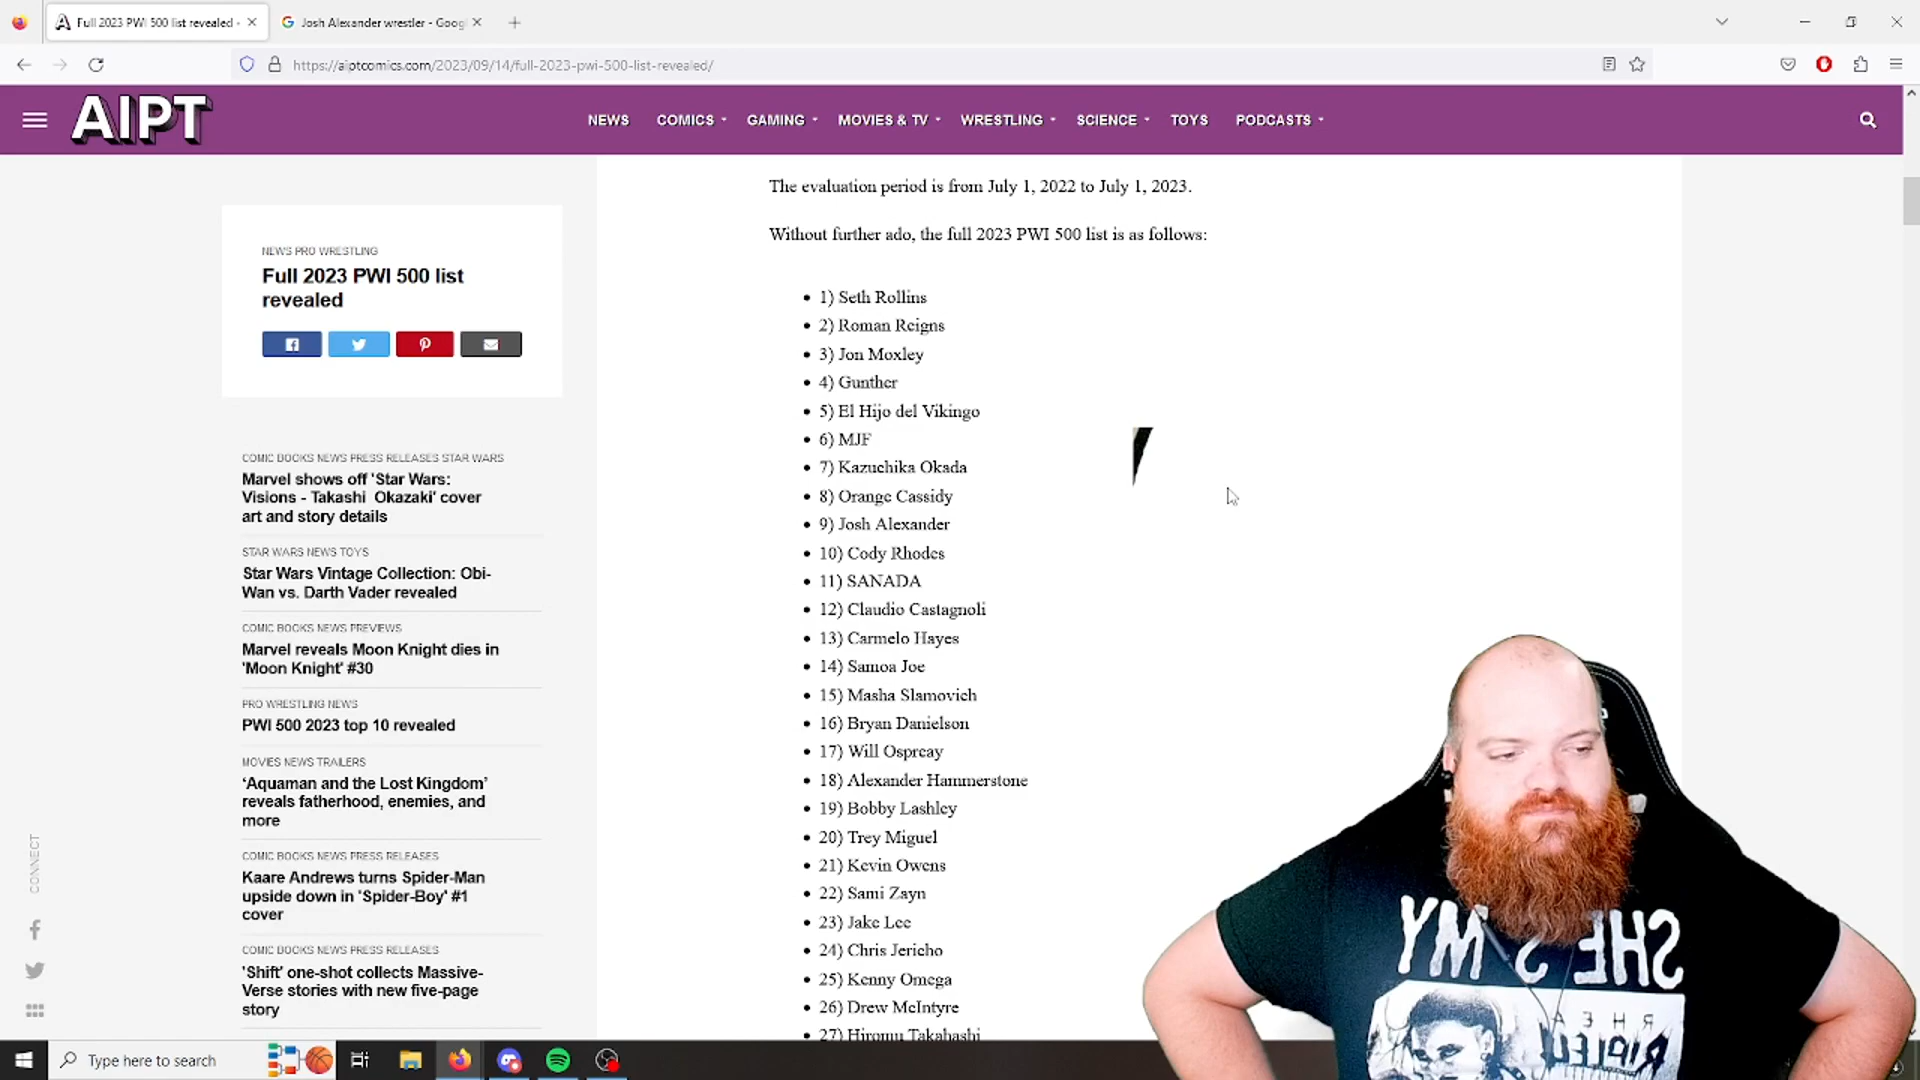 Full 2023 PWI 500 list revealed -
Josh Alexander wrestler - Goog
https://aiptcomics.com/2023/09/14/full-2023-pwi-500-list-revealed/
AIPT
NEWS
COMICS
GAMING
MOVIES & TV
WRESTLING
SCIENCE
TOYS
PODCASTS
NEWS PRO WRESTLING
Full 2023 PWI 500 list
revealed
COMIC BOOKS NEWS PRESS RELEASES STAR WARS
Marvel shows off 'Star Wars:
Visions - Takashi Okazaki' cover
art and story details
STAR WARS NEWS TOYS
Star Wars Vintage Collection: Obi-
Wan vs. Darth Vader revealed
COMIC BOOKS NEWS PREVIEWS
Marvel reveals Moon Knight dies in
'Moon Knight' #30
PRO WRESTLING NEWS
PWI 500 2023 top 10 revealed
MOVIES NEWS TRAILERS
‘Aquaman and the Lost Kingdom’
reveals fatherhood, enemies, and
more
COMIC BOOKS NEWS PRESS RELEASES
Kaare Andrews turns Spider-Man
upside down in 'Spider-Boy' #1
cover
COMIC BOOKS NEWS PRESS RELEASES
'Shift' one-shot collects Massive-
Verse stories with new five-page
story
CONNECT
The evaluation period is from July 1, 2022 to July 1, 2023.
Without further ado, the full 2023 PWI 500 list is as follows:
1) Seth Rollins
2) Roman Reigns
3) Jon Moxley
4) Gunther
5) El Hijo del Vikingo
6) MJF
7) Kazuchika Okada
8) Orange Cassidy
9) Josh Alexander
10) Cody Rhodes
11) SANADA
12) Claudio Castagnoli
13) Carmelo Hayes
14) Samoa Joe
15) Masha Slamovich
16) Bryan Danielson
17) Will Ospreay
18) Alexander Hammerstone
19) Bobby Lashley
20) Trey Miguel
21) Kevin Owens
22) Sami Zayn
23) Jake Lee
24) Chris Jericho
25) Kenny Omega
26) Drew McIntyre
27) Hiromu Takahashi
SHE'S MY
RHEA
RIPLEY
Type here to search